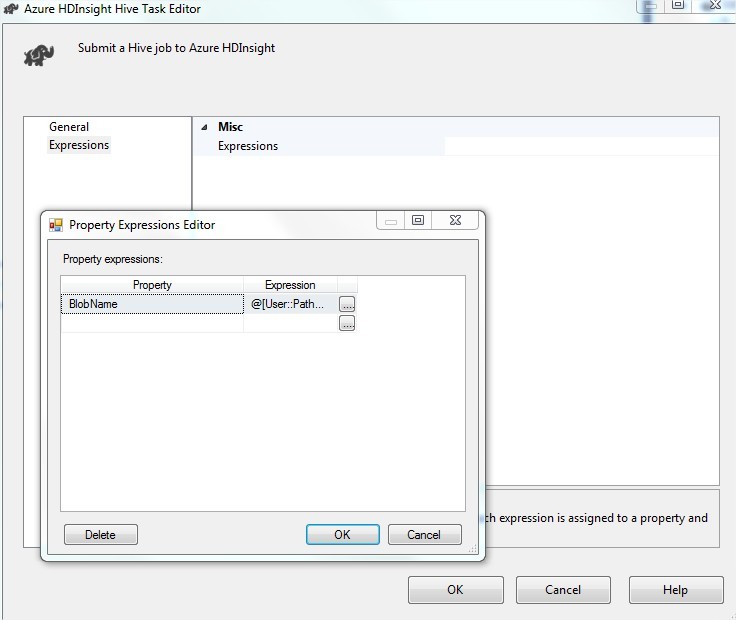 Azure HDInsight Hive Task Editor
Submit a Hive job to Azure HDInsight
General
Expressions
Misc
Expressions
Property Expressions Editor
Property expressions:
Property Expression
BlobName @[User::Path... ...
...
Delete OK Cancel
ch expression is assigned to a property and
OK Cancel Help